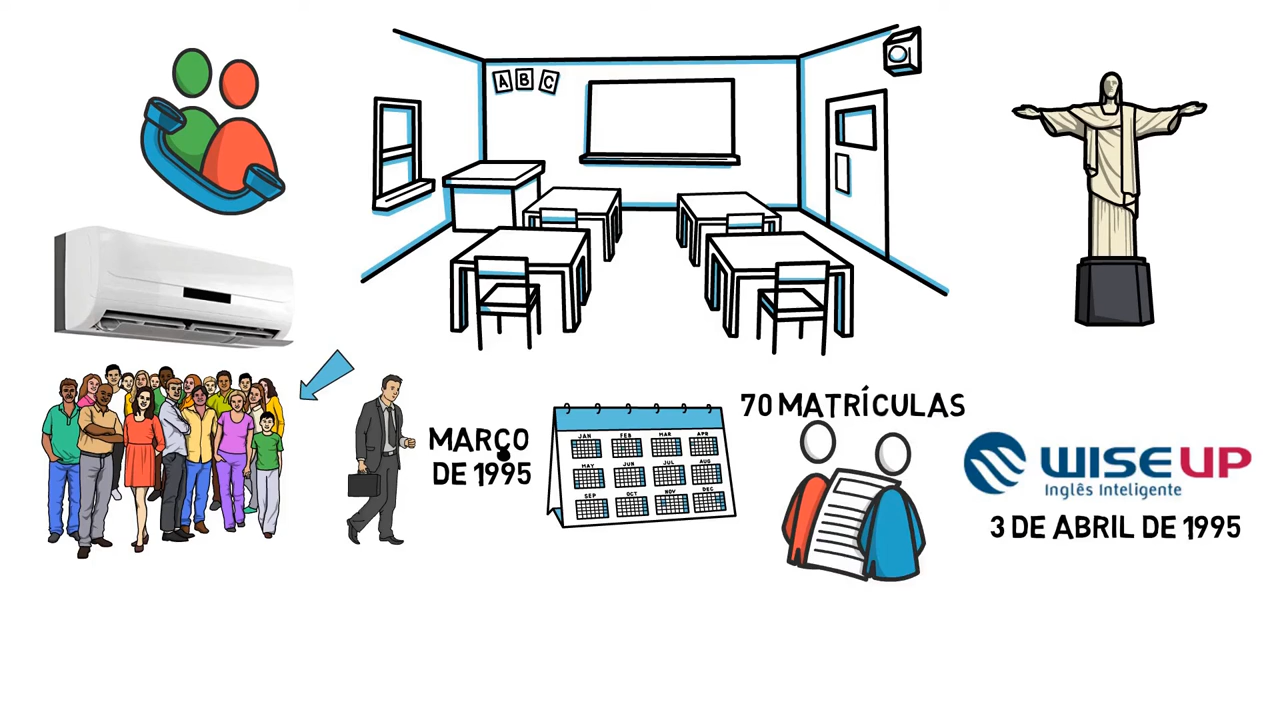 A B C
MARÇO
DE 1995
JAN FEB MAR APR
MAY JUN JUL AUG
SEP OCT NOV DEC
70 MATRÍCULAS
WISE UP
Inglês Inteligente
3 DE ABRIL DE 1995